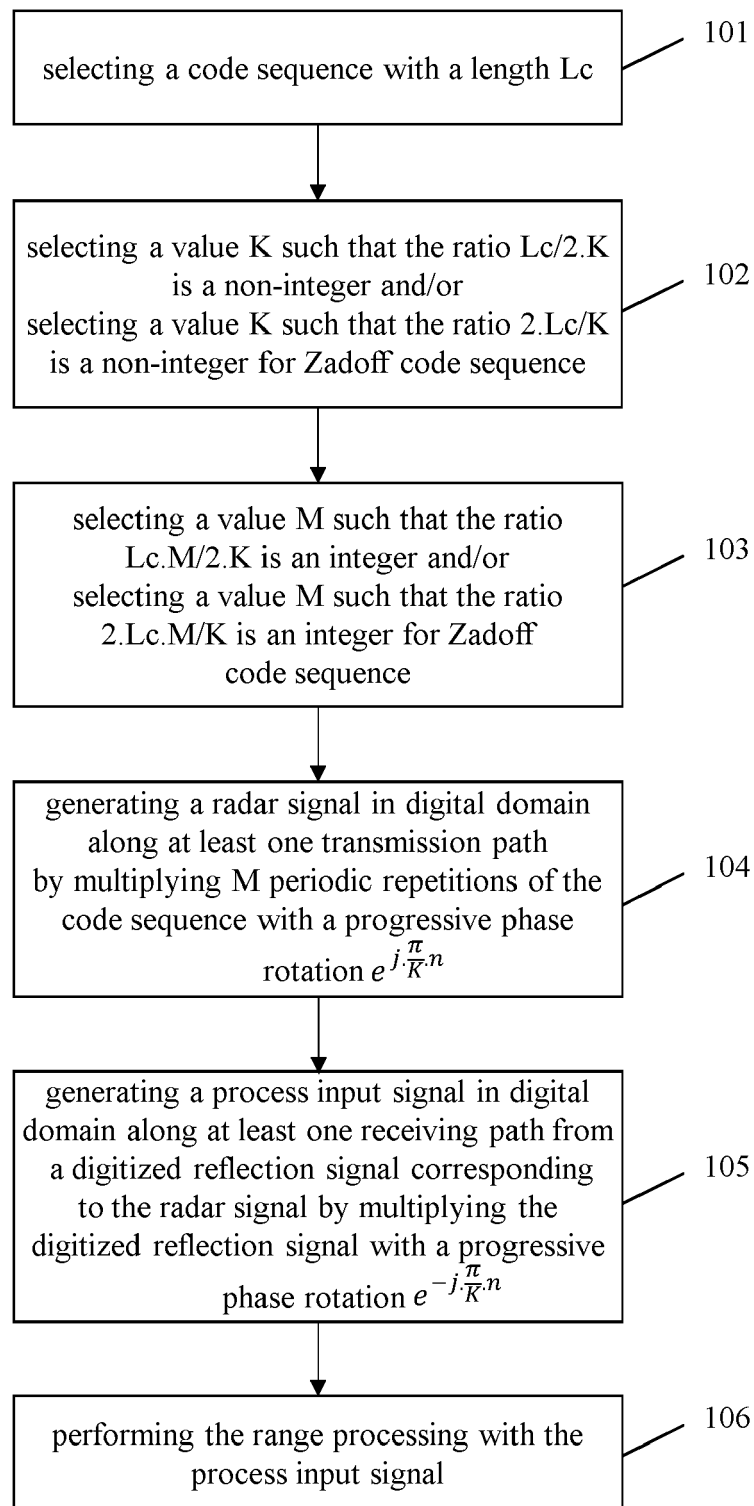 selecting a code sequence with a length Lc
101
selecting a value K such that the ratio Lc/2.K
is a non-integer and/or
selecting a value K such that the ratio 2.Lc/K
is a non-integer for Zadoff code sequence
102
selecting a value M such that the ratio
Lc.M/2.K is an integer and/or
selecting a value M such that the ratio
2.Lc.M/K is an integer for Zadoff
code sequence
103
generating a radar signal in digital domain
along at least one transmission path
by multiplying M periodic repetitions of the
code sequence with a progressive phase
rotation e^{j.\frac{π}{K}.n}
104
generating a process input signal in digital
domain along at least one receiving path from
a digitized reflection signal corresponding
to the radar signal by multiplying the
digitized reflection signal with a progressive
phase rotation e^{-j.\frac{π}{K}.n}
105
performing the range processing with the
process input signal
106